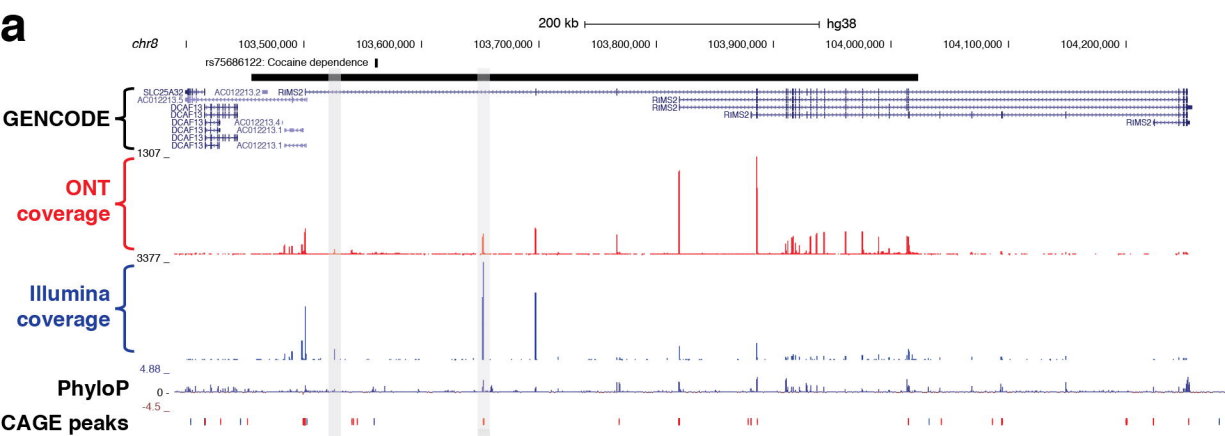 a
200 kb hg38
chr8 103,500,000 103,600,000 103,700,000 103,800,000 103,900,000 104,000,000 104,100,000 104,200,000
rs75686122: Cocaine dependence
GENCODE
SLC25A32 AC012213.2 RIMS2
AC012213.5 RIMS2
DCAF13 RIMS2
DCAF13 RIMS2
DCAF13 AC012213.4 RIMS2
DCAF13 AC012213.1
DCAF13
DCAF13 AC012213.1
1307
ONT
coverage
3377
Illumina
coverage
4.88
PhyloP
0
-4.5
CAGE peaks